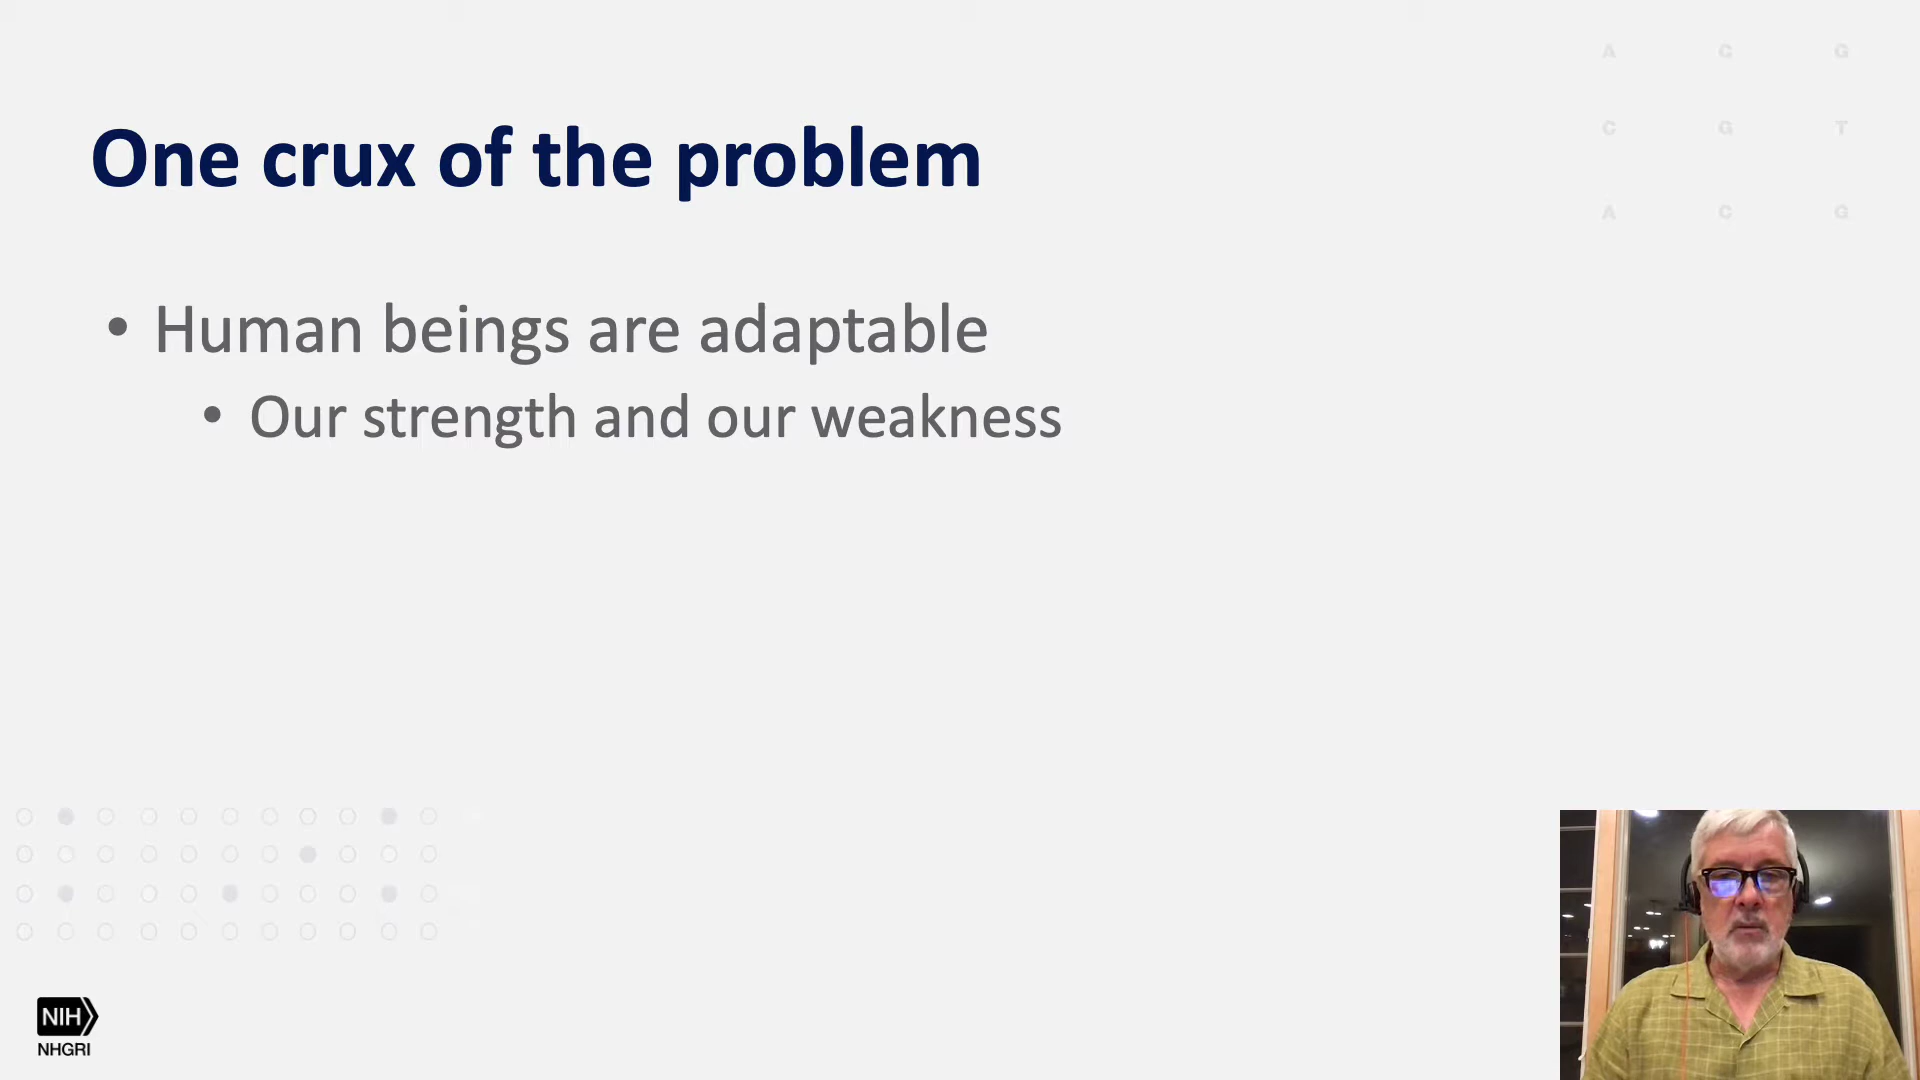 A C G
One crux of the problem
C G T
A C G
• Human beings are adaptable
• Our strength and our weakness
NIH
NHGRI